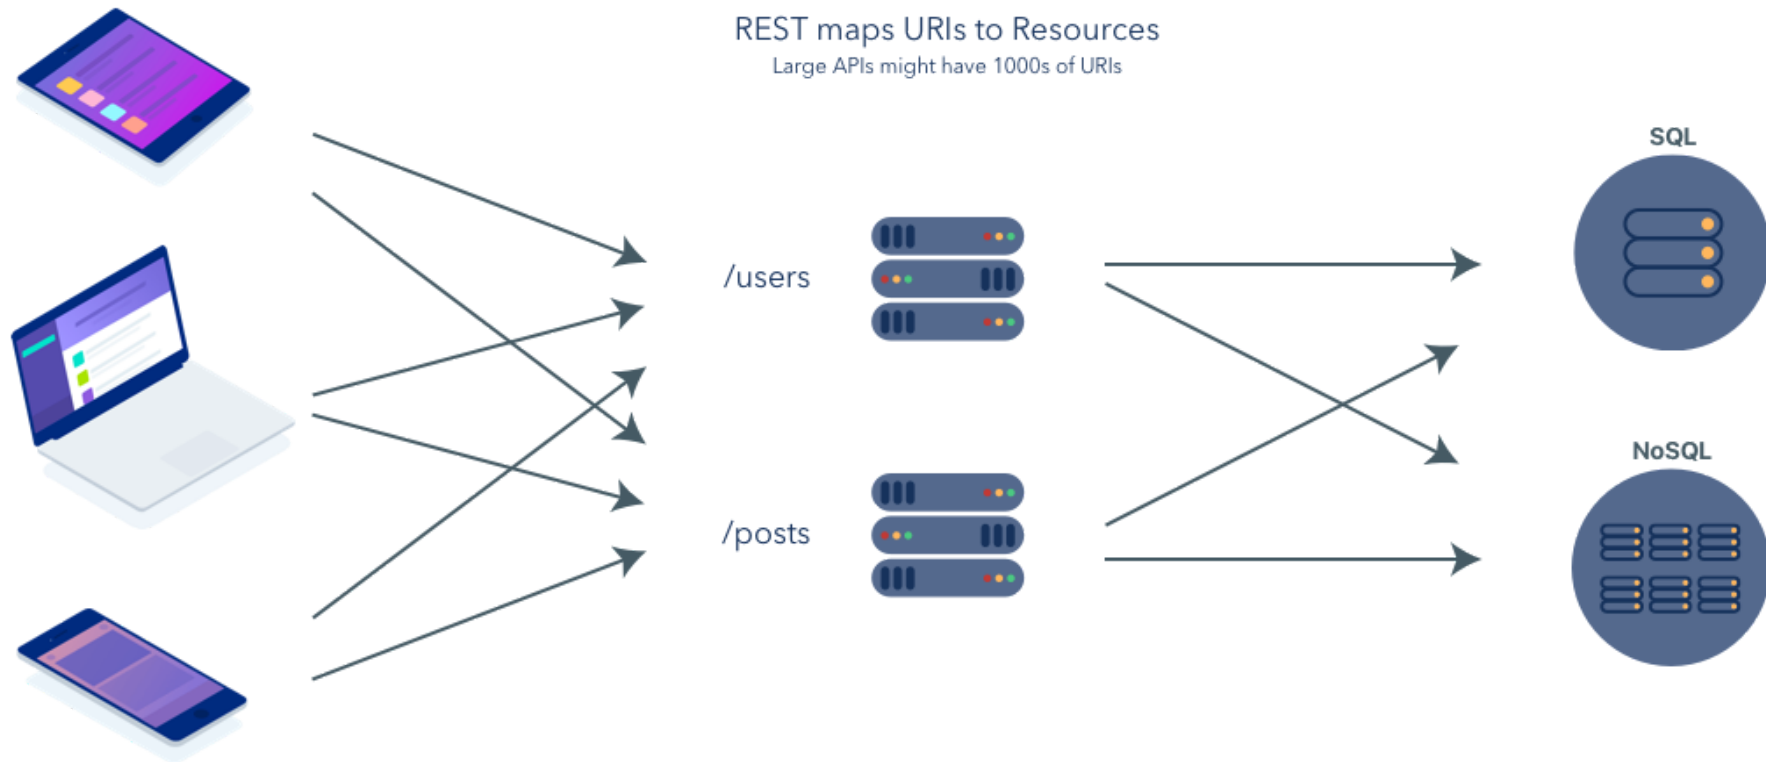 REST maps URIs to Resources
Large APIs might have 1000s of URIs
SQL
/users
NoSQL
/posts